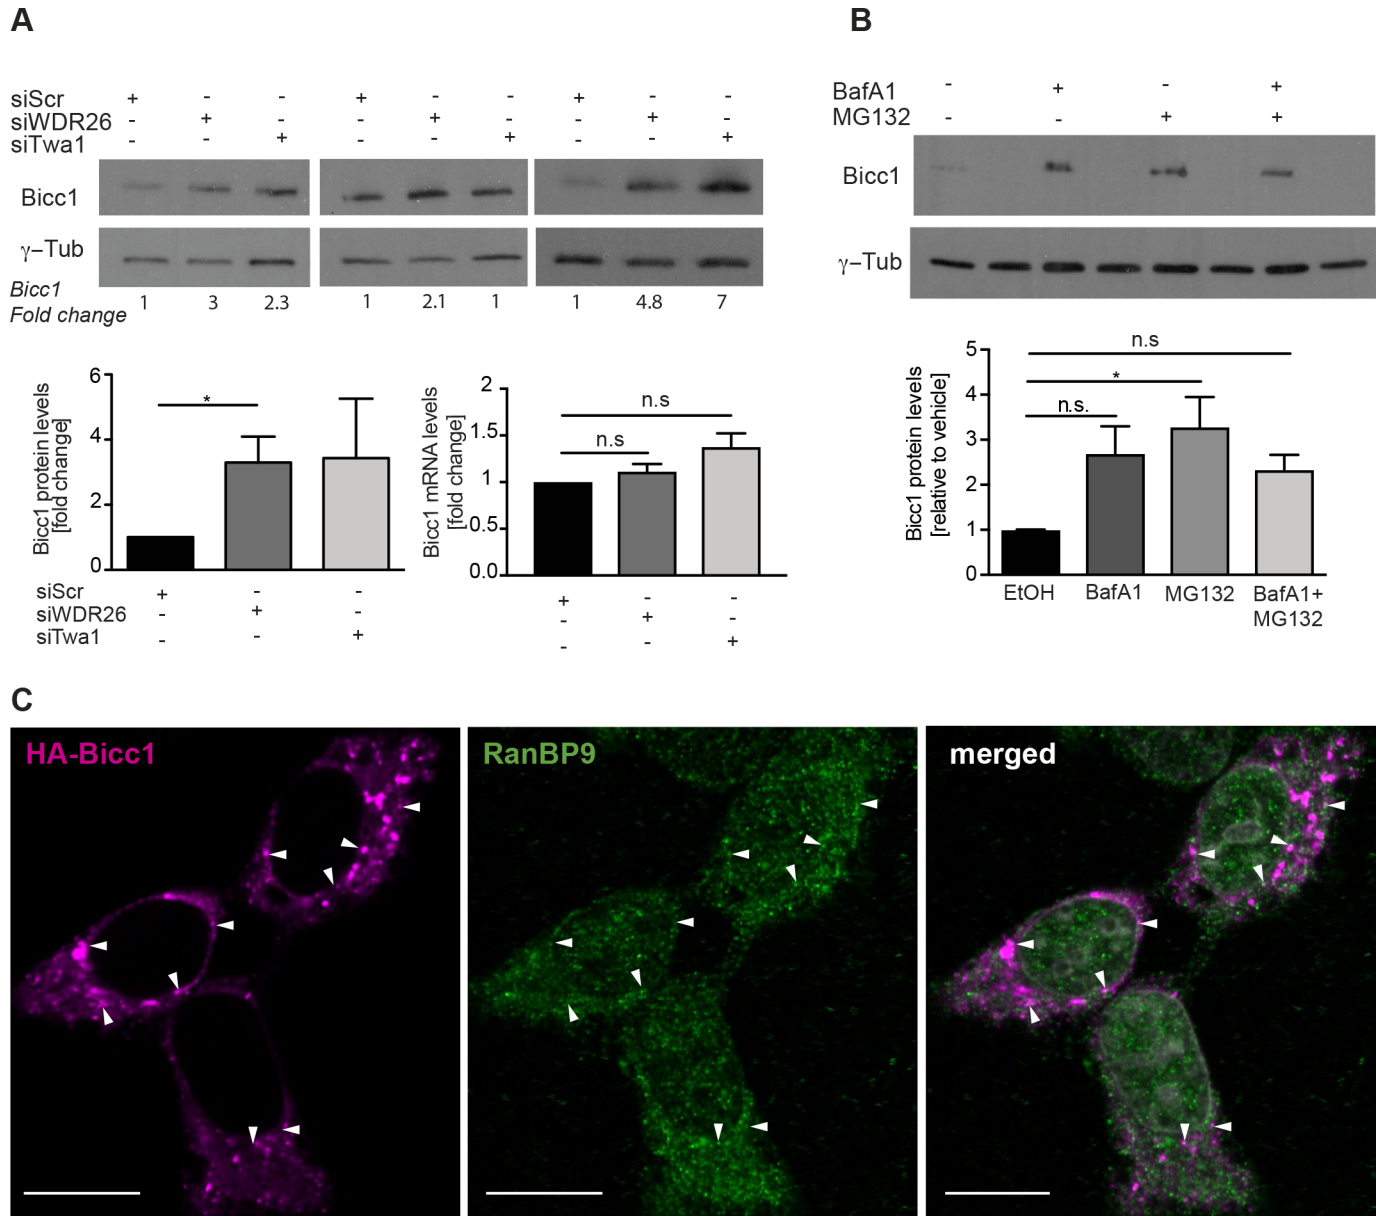 A
siScr + - - + - - + - -
siWDR26 - + - - + - - + -
siTwa1 - - + - - + - - +
Bicc1
γ–Tub
Bicc1
Fold change
1 3 2.3 1 2.1 1 1 4.8 7
Bicc1 protein levels
[fold change]
6
4
2
0
*
siScr + - -
siWDR26 - + -
siTwa1 - - +
Bicc1 mRNA levels
[fold change]
2
1.5
1
0.5
0.0
n.s
n.s
+ - -
- + -
- - +
B
BafA1 - + - +
MG132 - - + +
Bicc1
γ–Tub
Bicc1 protein levels
[relative to vehicle]
5
4
3
2
1
0
n.s
*
n.s.
EtOH BafA1 MG132 BafA1+
MG132
C
HA-Bicc1
RanBP9
merged